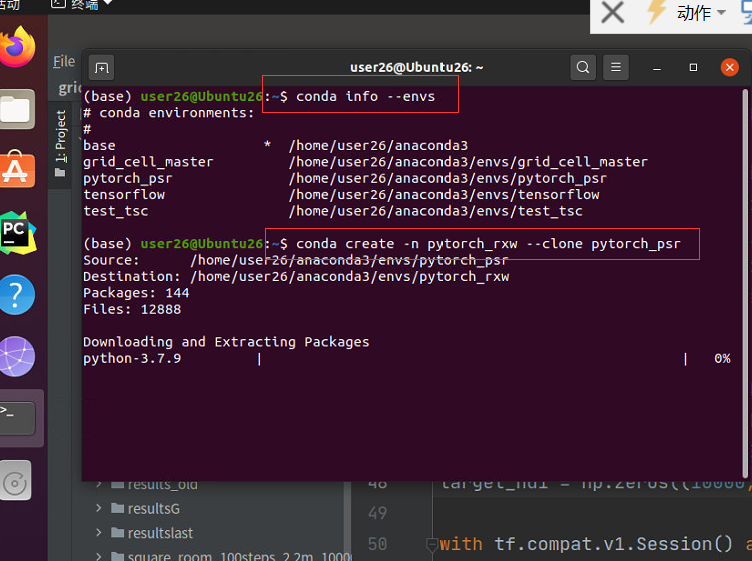 活动
终端
动作
File
user26@Ubuntu26: ~
grid
1: Project
(base) user26@Ubuntu26:~$ conda info --envs
# conda environments:
#
base                  *  /home/user26/anaconda3
grid_cell_master         /home/user26/anaconda3/envs/grid_cell_master
pytorch_psr              /home/user26/anaconda3/envs/pytorch_psr
tensorflow               /home/user26/anaconda3/envs/tensorflow
test_tsc                 /home/user26/anaconda3/envs/test_tsc
(base) user26@Ubuntu26:~$ conda create -n pytorch_rxw --clone pytorch_psr
Source:      /home/user26/anaconda3/envs/pytorch_psr
Destination: /home/user26/anaconda3/envs/pytorch_rxw
Packages: 144
Files: 12888
Downloading and Extracting Packages
python-3.7.9         |                                                    |   0%
PC
?
>_
results_old
48 target_hdi = np.zeros((10000,
resultsG
49
resultslast
50 with tf.compat.v1.Session() a
square_room_100steps_2.2m_1000